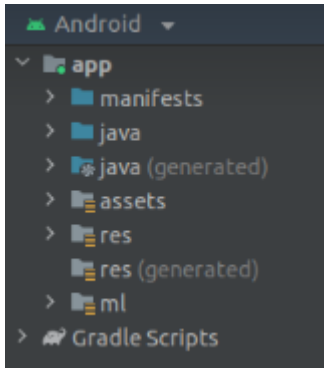 Android
app
manifests
java
java (generated)
assets
res
res (generated)
ml
Gradle Scripts